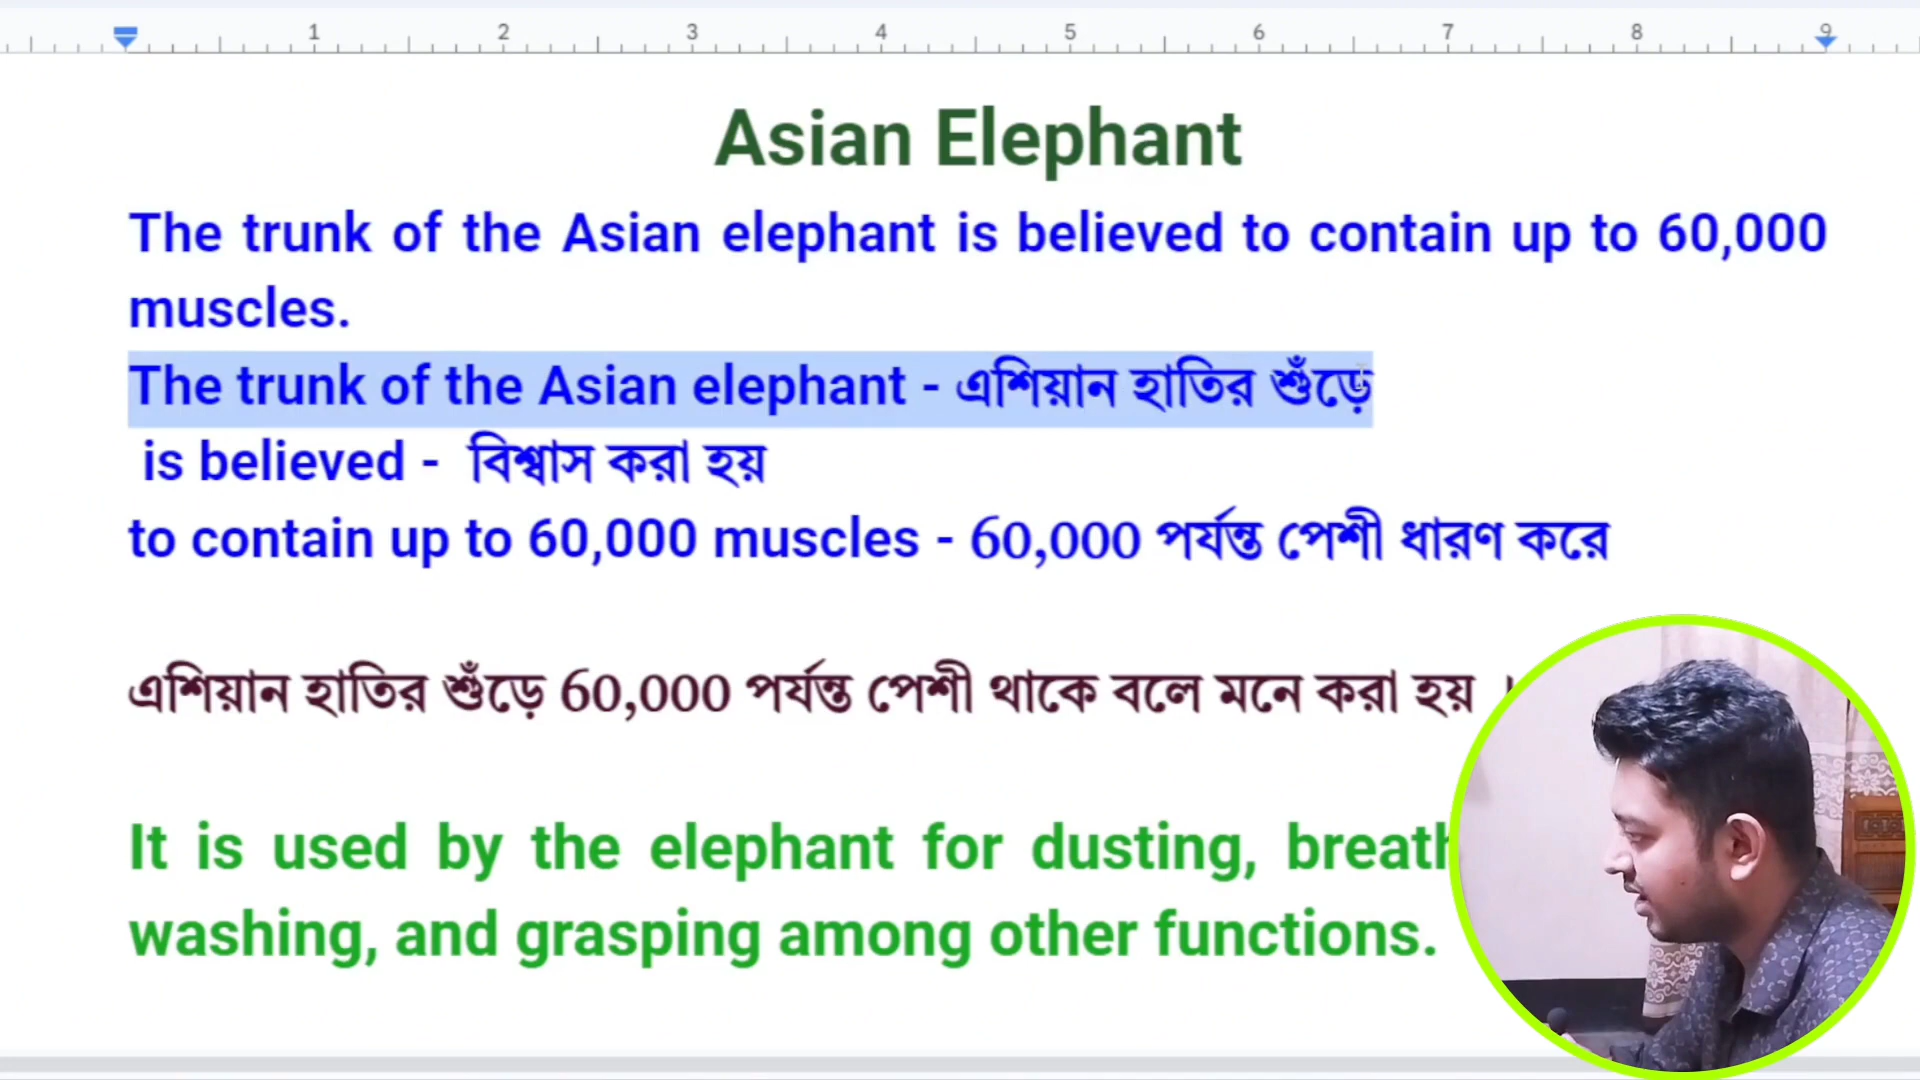 1 2 3 4 5 6 7 8 9
Asian Elephant
The trunk of the Asian elephant is believed to contain up to 60,000
muscles.
The trunk of the Asian elephant - এশিয়ান হাতির শুঁড়ে
is believed - বিশ্বাস করা হয়
to contain up to 60,000 muscles - 60,000 পর্যন্ত পেশী ধারণ করে
এশিয়ান হাতির শুঁড়ে 60,000 পর্যন্ত পেশী থাকে বলে মনে করা হয় ।
It is used by the elephant for dusting,
washing, and grasping among other functions.